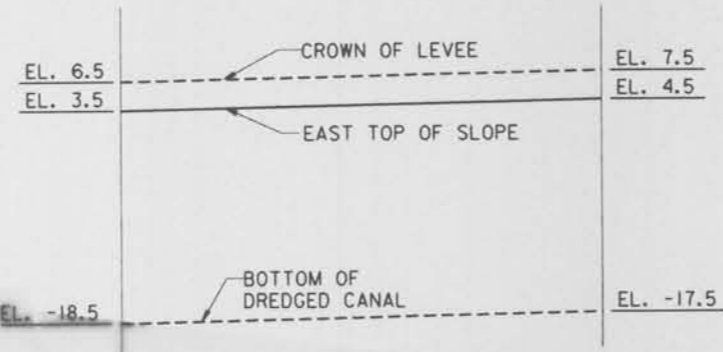 CROWN OF LEVEE
EL. 6.5
EL. 7.5
EL. 3.5
EL. 4.5
EAST TOP OF SLOPE
BOTTOM OF
DREDGED CANAL
EL. -18.5
EL. -17.5